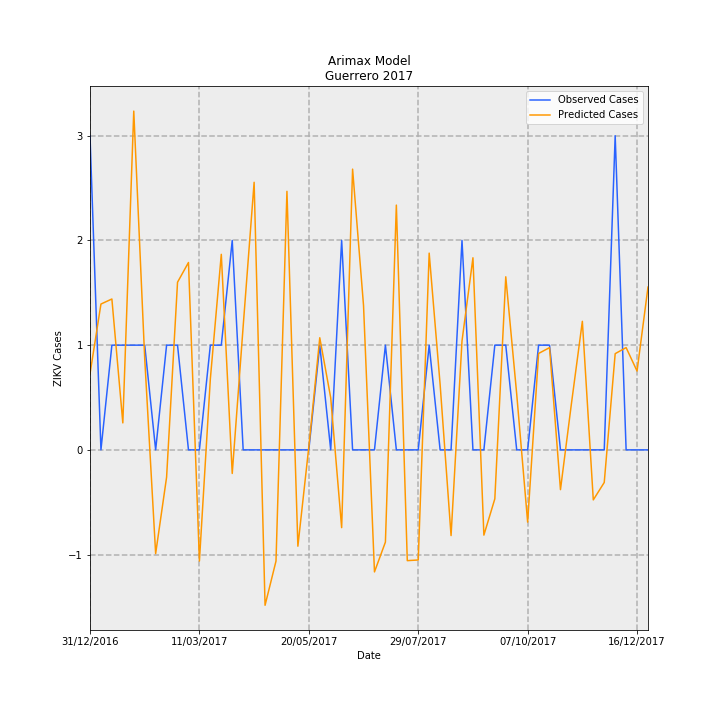 Arimax Model
Guerrero 2017
Observed Cases
Predicted Cases
3
2
1
0
−1
ZIKV Cases
31/12/2016 11/03/2017 20/05/2017 29/07/2017 07/10/2017 16/12/2017
Date